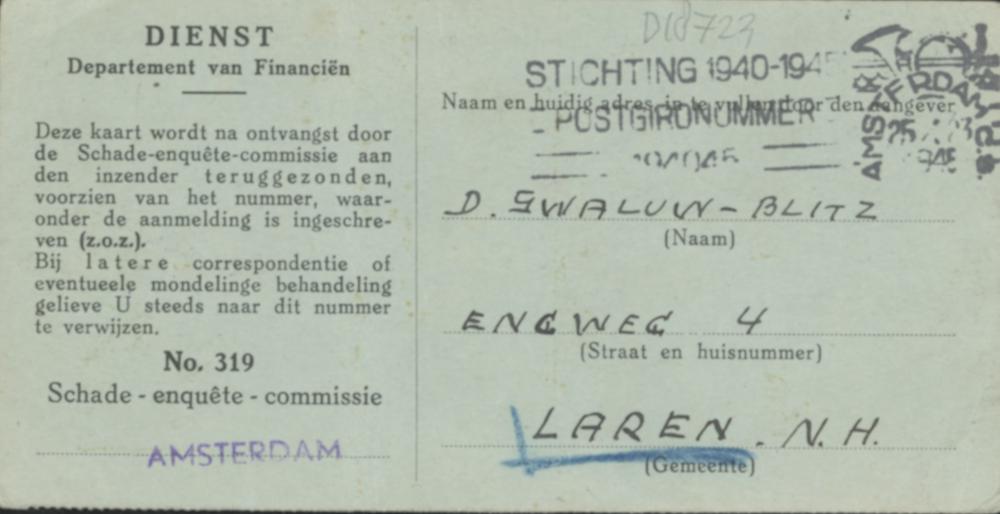 DIENST
Departement van Financiën
Deze kaart wordt na ontvangst door
de Schade-enquête-commissie aan
den inzender teruggezonden,
voorzien van het nummer, waar-
onder de aanmelding is ingeschre-
ven (z.o.z.).
Bij latere correspondentie of
eventueele mondelinge behandeling
gelieve U steeds naar dit nummer
te verwijzen.
No. 319
Schade - enquête - commissie
AMSTERDAM
D18723
STICHTING 1940-1945
Naam en huidig adres in te vullen door den aangever
POSTGIRONUMMER
194045
AMSTERDAM
D. SWALUW - BLITZ
(Naam)
ENGWEG 4
(Straat en huisnummer)
LAREN. N.H.
(Gemeente)